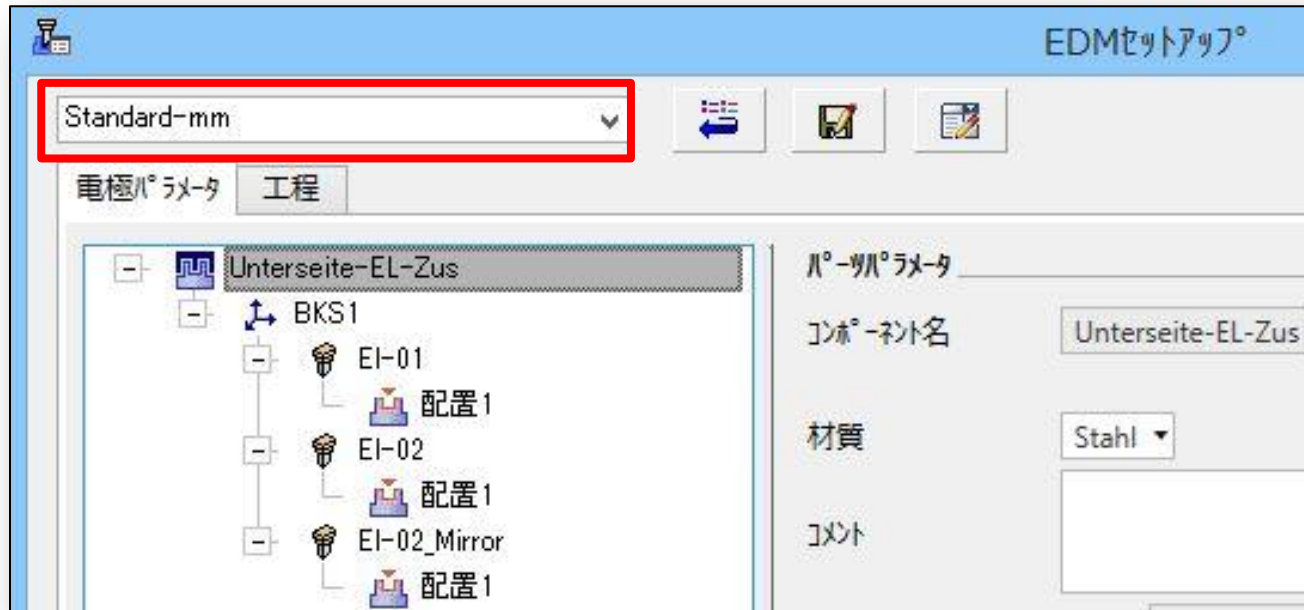 EDMｾｯﾄｱｯﾌﾟ
Standard-mm
電極ﾊﾟﾗﾒｰﾀ 工程
Unterseite-EL-Zus
BKS1
El-01
配置1
El-02
配置1
El-02_Mirror
配置1
ﾊﾟｰﾂﾊﾟﾗﾒｰﾀ
ｺﾝﾎﾟｰﾈﾝﾄ名 Unterseite-EL-Zus
材質 Stahl
ｺﾒﾝﾄ